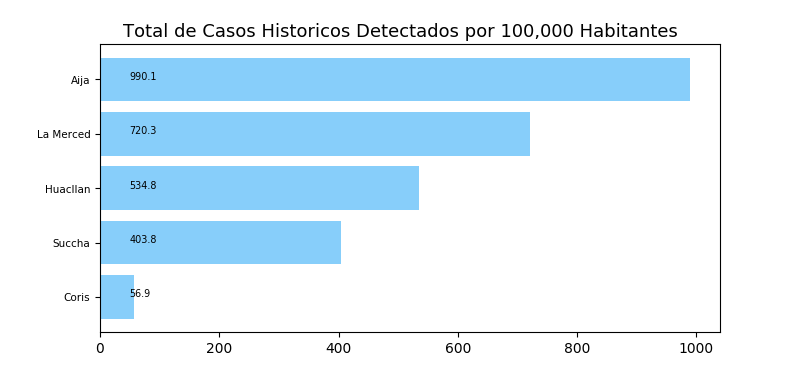 Total de Casos Historicos Detectados por 100,000 Habitantes
Aija 990.1
La Merced 720.3
Huacllan 534.8
Succha 403.8
Coris 56.9
0 200 400 600 800 1000